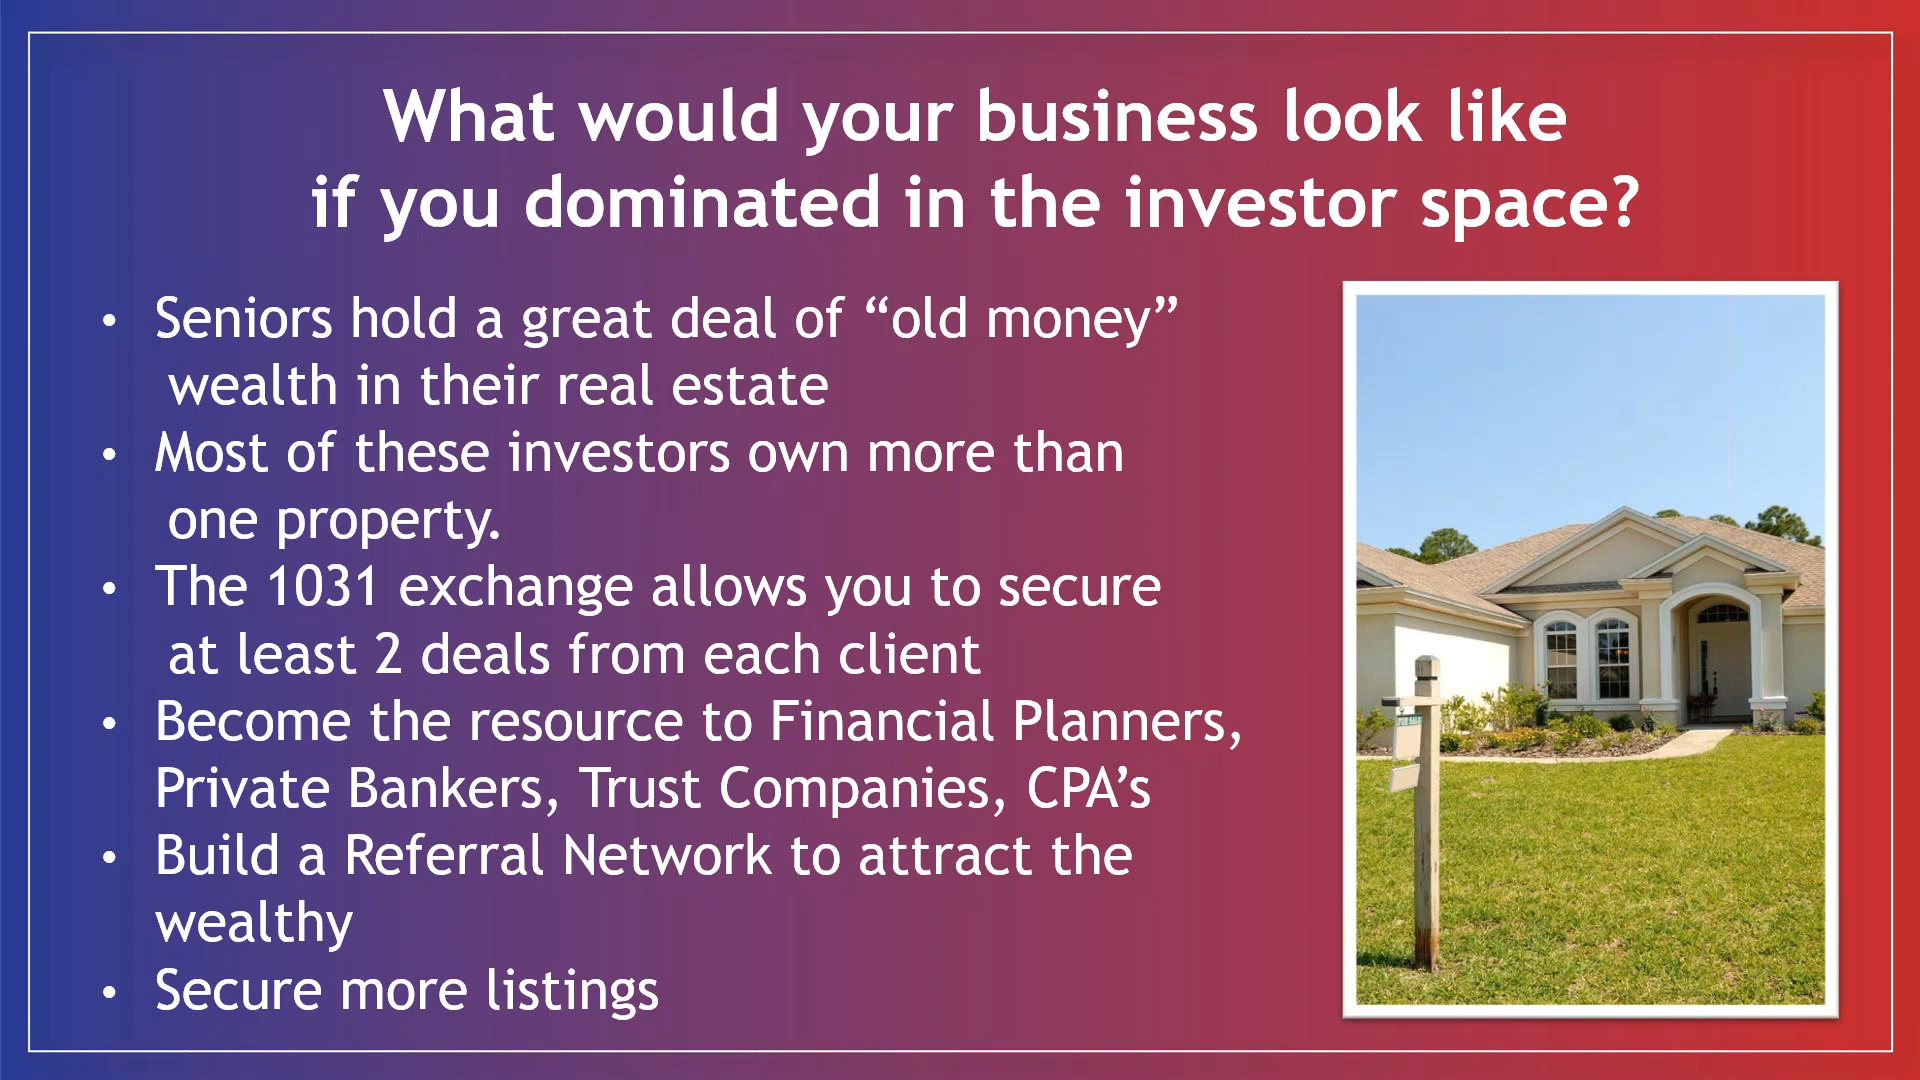 What would your business look like
if you dominated in the investor space?
• Seniors hold a great deal of “old money”
wealth in their real estate
• Most of these investors own more than
one property.
• The 1031 exchange allows you to secure
at least 2 deals from each client
• Become the resource to Financial Planners,
Private Bankers, Trust Companies, CPA’s
• Build a Referral Network to attract the
wealthy
• Secure more listings